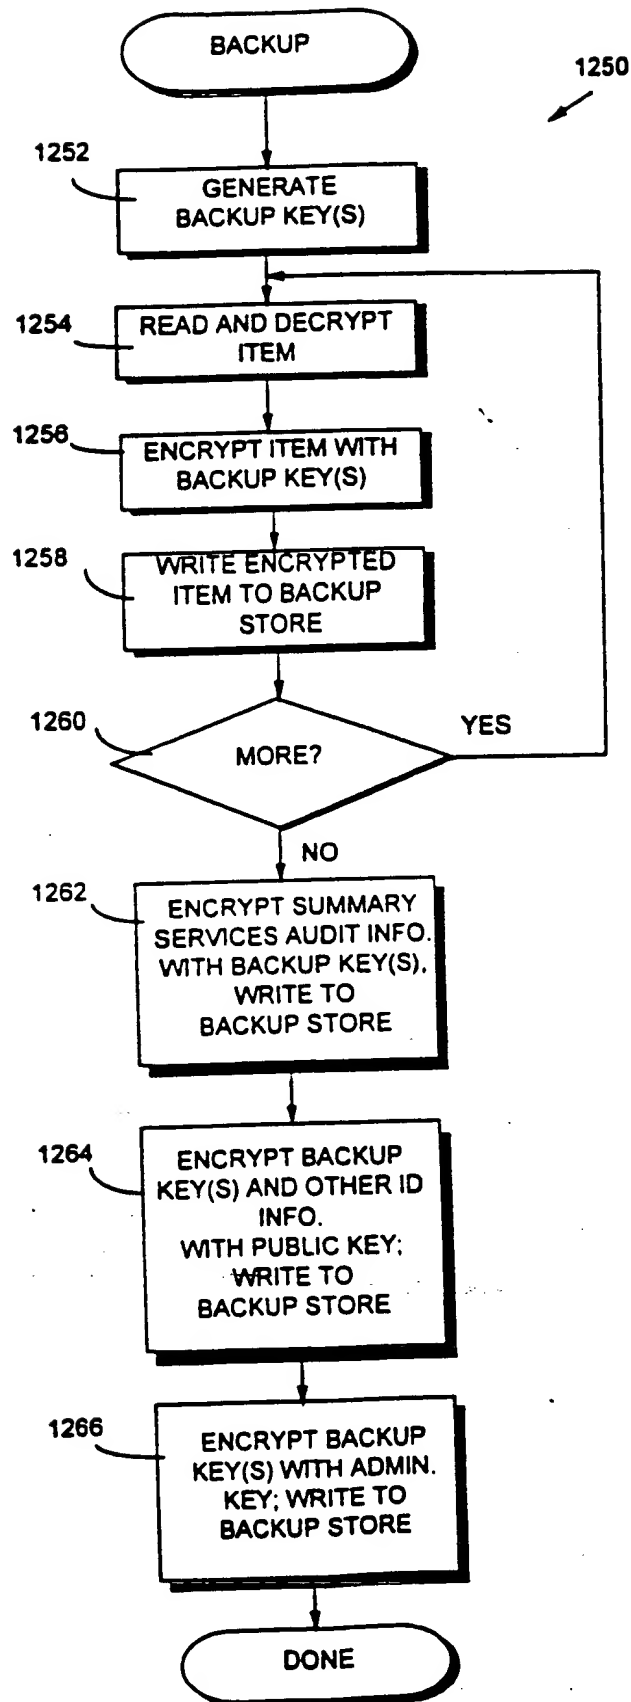 BACKUP
1250
1252
GENERATE
BACKUP KEY(S)
1254
READ AND DECRYPT
ITEM
1256
ENCRYPT ITEM WITH
BACKUP KEY(S)
1258
WRITE ENCRYPTED
ITEM TO BACKUP
STORE
1260
MORE?
YES
NO
1262
ENCRYPT SUMMARY
SERVICES AUDIT INFO.
WITH BACKUP KEY(S),
WRITE TO
BACKUP STORE
1264
ENCRYPT BACKUP
KEY(S) AND OTHER ID
INFO.
WITH PUBLIC KEY;
WRITE TO
BACKUP STORE
1266
ENCRYPT BACKUP
KEY(S) WITH ADMIN.
KEY; WRITE TO
BACKUP STORE
DONE